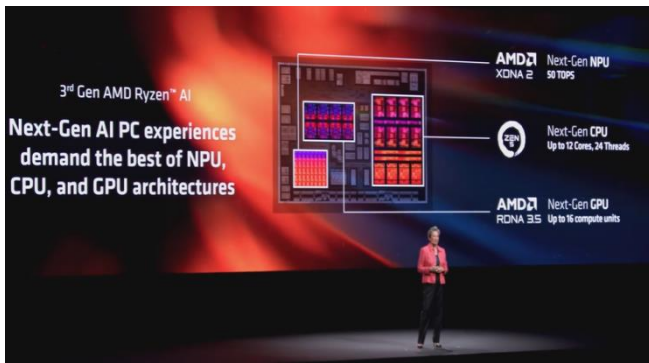 3rd Gen AMD Ryzen™ AI
Next-Gen AI PC experiences
demand the best of NPU,
CPU, and GPU architectures
AMD Next-Gen NPU
XDNA 2 50 TOPS
ZEN 5
Next-Gen CPU
Up to 12 Cores, 24 Threads
AMD Next-Gen GPU
RDNA 3.5 Up to 16 compute units